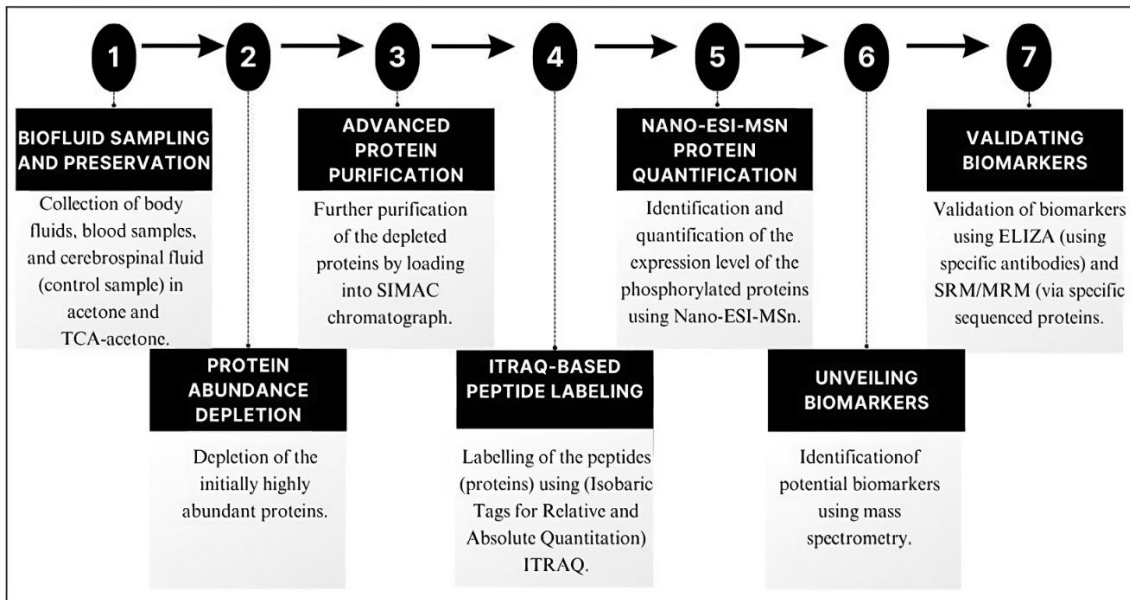 1
2
3
4
5
6
7
BIOFLUID SAMPLING
AND PRESERVATION
Collection of body
fluids, blood samples,
and cerebrospinal fluid
(control sample) in
acetone and
TCA-acetone.
PROTEIN
ABUNDANCE
DEPLETION
Depletion of the
initially highly
abundant proteins.
ADVANCED
PROTEIN
PURIFICATION
Further purification
of the depleted
proteins by loading
into SIMAC
chromatograph.
ITRAQ-BASED
PEPTIDE LABELING
Labelling of the peptides
(proteins) using (Isobaric
Tags for Relative and
Absolute Quantitation)
ITRAQ.
NANO-ESI-MSN
PROTEIN
QUANTIFICATION
Identification and
quantification of the
expression level of the
phosphorylated proteins
using Nano-ESI-MSn.
UNVEILING
BIOMARKERS
Identificationof
potential biomarkers
using mass
spectrometry.
VALIDATING
BIOMARKERS
Validation of biomarkers
using ELIZA (using
specific antibodies) and
SRM/MRM (via specific
sequenced proteins.